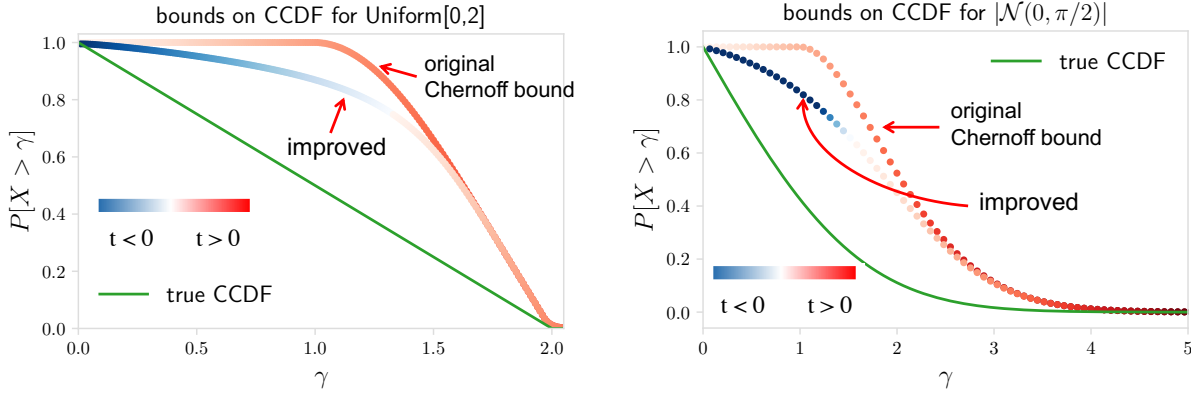 bounds on CCDF for Uniform[0,2]
1.0
0.8
0.6
0.4
0.2
0.0
P[X > γ]
original
Chernoff bound
improved
t < 0 t > 0
true CCDF
0.0 0.5 1.0 1.5 2.0
γ
bounds on CCDF for |𝒩(0, π/2)|
1.0
0.8
0.6
0.4
0.2
0.0
P[X > γ]
true CCDF
original
Chernoff bound
improved
t < 0 t > 0
0 1 2 3 4 5
γ